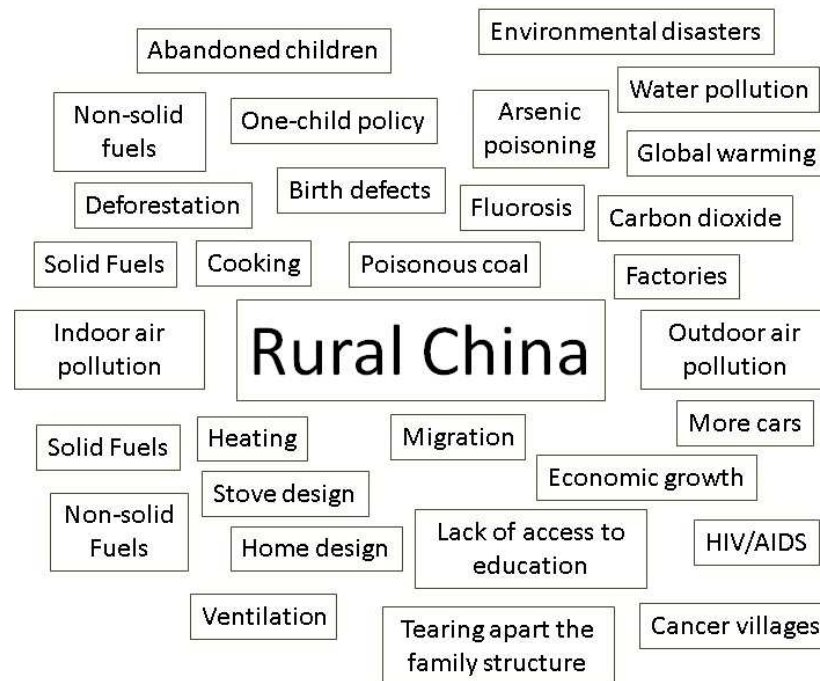 Environmental disasters
Abandoned children
Water pollution
Non-solid
fuels
One-child policy
Arsenic
poisoning
Global warming
Birth defects
Deforestation
Fluorosis
Carbon dioxide
Solid Fuels
Cooking
Poisonous coal
Factories
Indoor air
pollution
Rural China
Outdoor air
pollution
More cars
Solid Fuels
Heating
Migration
Economic growth
Stove design
Non-solid
Fuels
Home design
Lack of access to
education
HIV/AIDS
Ventilation
Tearing apart the
family structure
Cancer villages